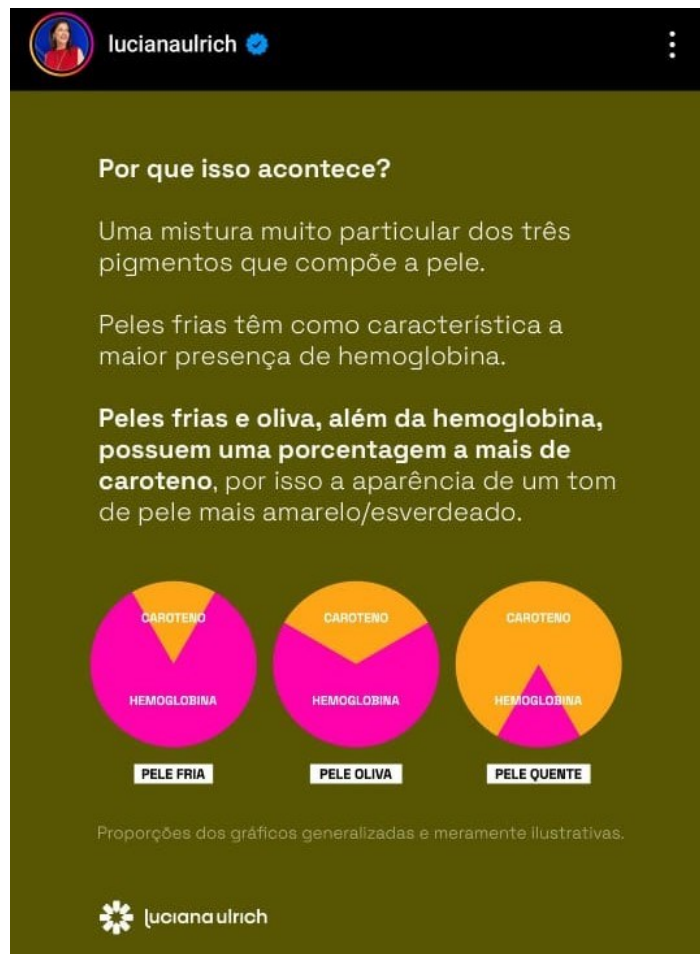 lucianaulrich
Por que isso acontece?
Uma mistura muito particular dos três
pigmentos que compõe a pele.
Peles frias têm como característica a
maior presença de hemoglobina.
Peles frias e oliva, além da hemoglobina,
possuem uma porcentagem a mais de
caroteno, por isso a aparência de um tom
de pele mais amarelo/esverdeado.
CAROTENO
HEMOGLOBINA
PELE FRIA
CAROTENO
HEMOGLOBINA
PELE OLIVA
CAROTENO
HEMOGLOBINA
PELE QUENTE
Proporções dos gráficos generalizadas e meramente ilustrativas.
luciana ulrich